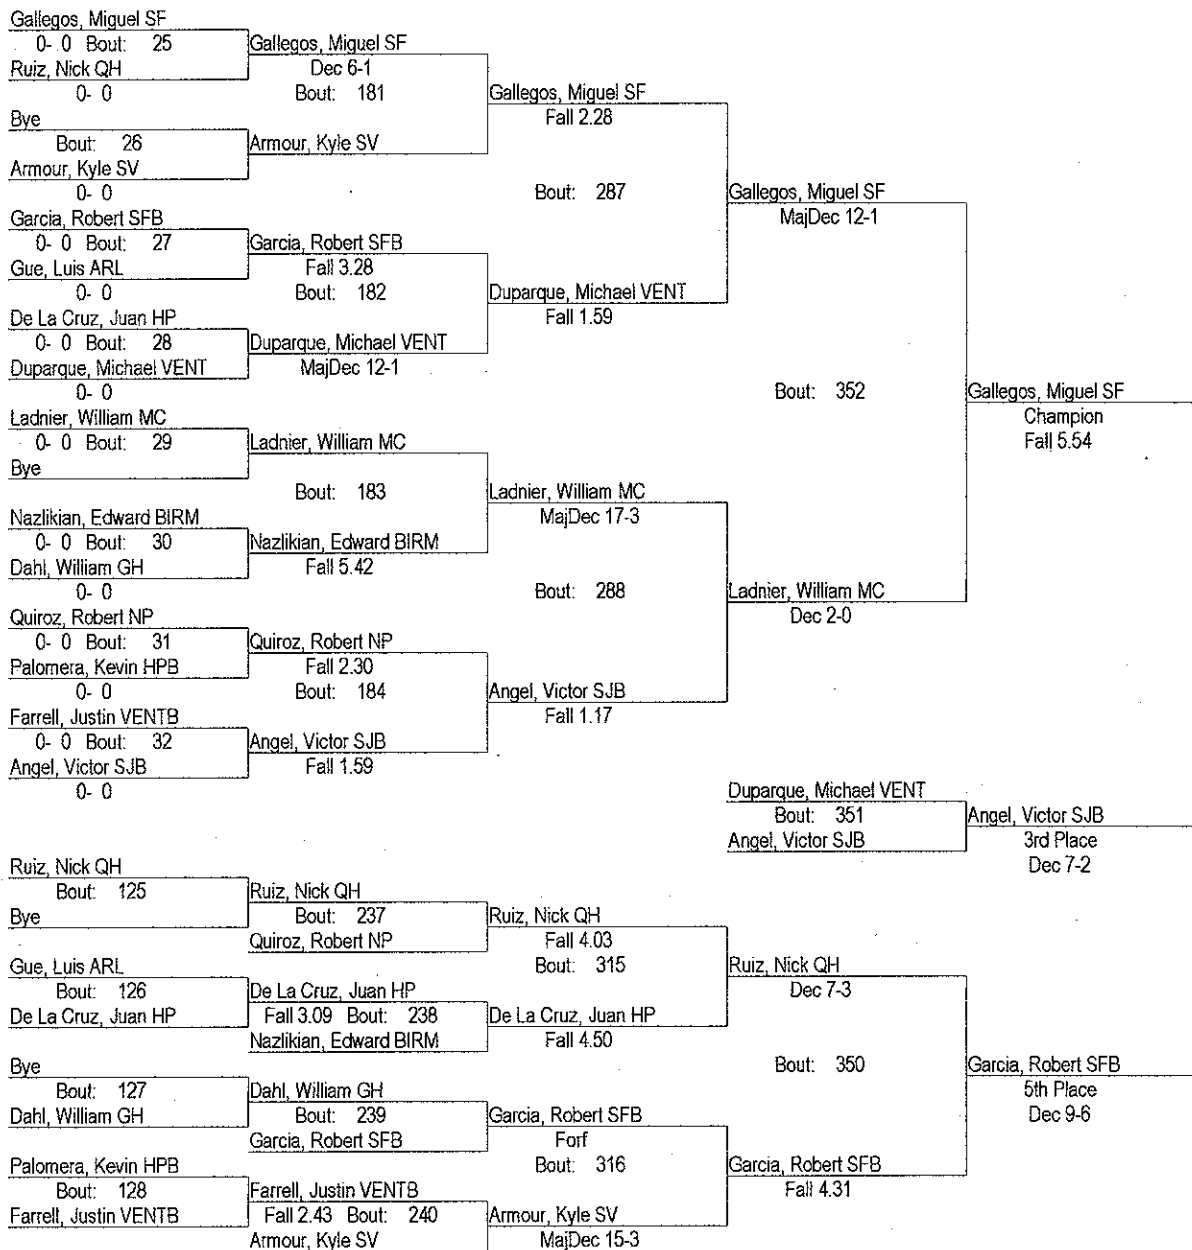 Gallegos, Miguel SF
0- 0 Bout: 25
Ruiz, Nick QH
0- 0
Bye
Bout: 26
Armour, Kyle SV
0- 0
Garcia, Robert SFB
0- 0 Bout: 27
Gue, Luis ARL
0- 0
De La Cruz, Juan HP
0- 0 Bout: 28
Duparque, Michael VENT
0- 0
Ladnier, William MC
0- 0 Bout: 29
Bye
Nazlikian, Edward BIRM
0- 0 Bout: 30
Dahl, William GH
0- 0
Quiroz, Robert NP
0- 0 Bout: 31
Palomera, Kevin HPB
0- 0
Farrell, Justin VENTB
0- 0 Bout: 32
Angel, Victor SJB
0- 0
Gallegos, Miguel SF
Dec 6-1
Bout: 181
Armour, Kyle SV
Garcia, Robert SFB
Fall 3.28
Bout: 182
Duparque, Michael VENT
MajDec 12-1
Ladnier, William MC
Bout: 183
Nazlikian, Edward BIRM
Fall 5.42
Quiroz, Robert NP
Fall 2.30
Bout: 184
Angel, Victor SJB
Fall 1.59
Gallegos, Miguel SF
Fall 2.28
Bout: 287
Duparque, Michael VENT
Fall 1.59
Ladnier, William MC
MajDec 17-3
Bout: 288
Angel, Victor SJB
Fall 1.17
Gallegos, Miguel SF
MajDec 12-1
Bout: 352
Ladnier, William MC
Dec 2-0
Gallegos, Miguel SF
Champion
Fall 5.54
Duparque, Michael VENT
Bout: 351
Angel, Victor SJB
Angel, Victor SJB
3rd Place
Dec 7-2
Ruiz, Nick QH
Bout: 125
Bye
Gue, Luis ARL
Bout: 126
De La Cruz, Juan HP
Bye
Bout: 127
Dahl, William GH
Palomera, Kevin HPB
Bout: 128
Farrell, Justin VENTB
Ruiz, Nick QH
Bout: 237
Quiroz, Robert NP
De La Cruz, Juan HP
Fall 3.09 Bout: 238
Nazlikian, Edward BIRM
Dahl, William GH
Bout: 239
Garcia, Robert SFB
Farrell, Justin VENTB
Fall 2.43 Bout: 240
Armour, Kyle SV
Ruiz, Nick QH
Fall 4.03
Bout: 315
De La Cruz, Juan HP
Fall 4.50
Garcia, Robert SFB
Forf
Bout: 316
Armour, Kyle SV
MajDec 15-3
Ruiz, Nick QH
Dec 7-3
Bout: 350
Garcia, Robert SFB
Fall 4.31
Garcia, Robert SFB
5th Place
Dec 9-6